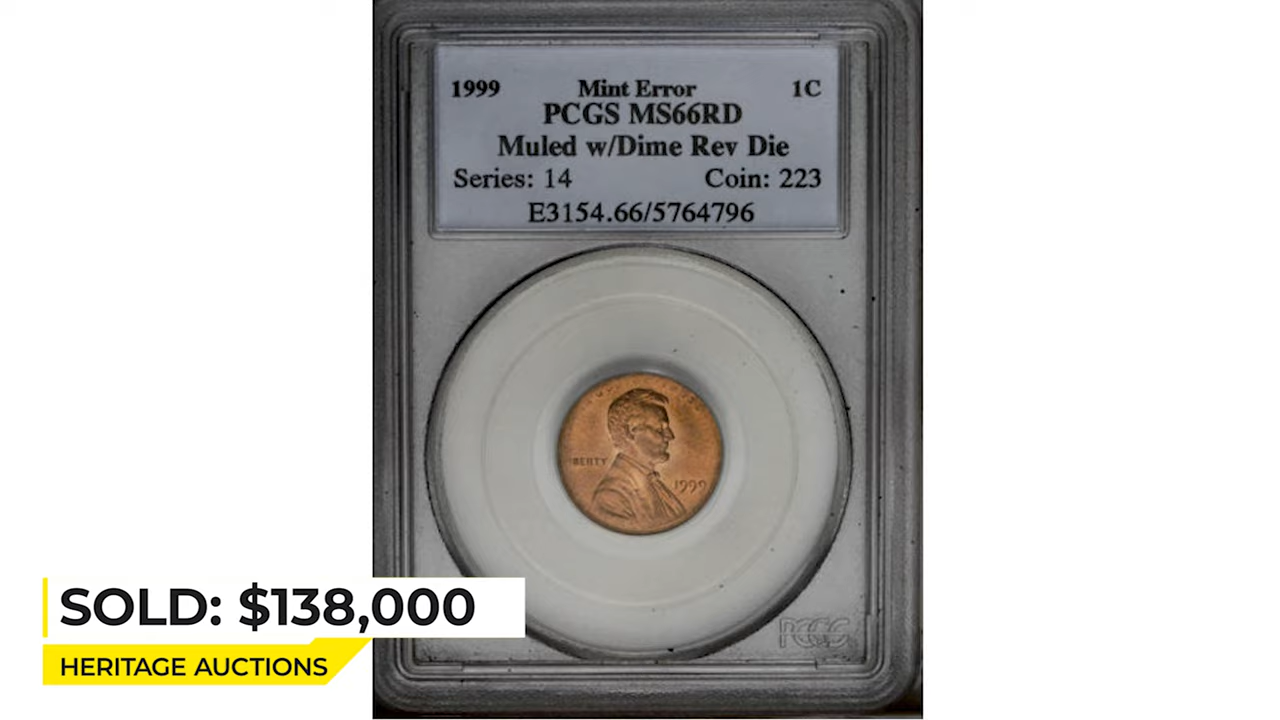 1999 Mint Error 1C
PCGS MS66RD
Muled w/Dime Rev Die
Series: 14 Coin: 223
E3154.66/5764796
LIBERTY
1999
PCGS
SOLD: $138,000
HERITAGE AUCTIONS